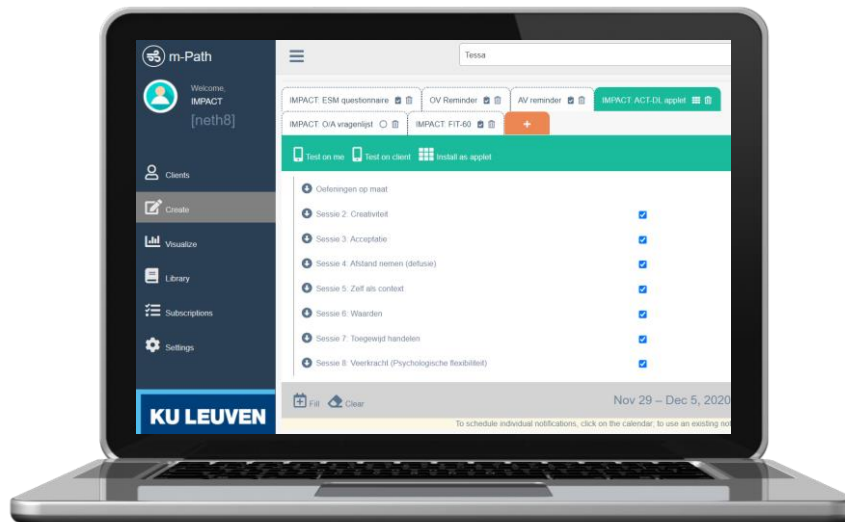 m-Path
Tessa
Welcome,
IMPACT
[neth8]
IMPACT: ESM questionnaire
OV Reminder
AV reminder
IMPACT: ACT-DL applet
IMPACT: O/A vragenlijst
IMPACT: FIT-60
+
Test on me
Test on client
Install as applet
Clients
Create
Visualize
Library
Subscriptions
Settings
Oefeningen op maat
Sessie 2: Creativiteit
Sessie 3: Acceptatie
Sessie 4: Afstand nemen (defusie)
Sessie 5: Zelf als context
Sessie 6: Waarden
Sessie 7: Toegewijd handelen
Sessie 8: Veerkracht (Psychologische flexibiliteit)
KU LEUVEN
Fill
Clear
Nov 29 – Dec 5, 2020
To schedule individual notifications, click on the calendar; to use an existing not